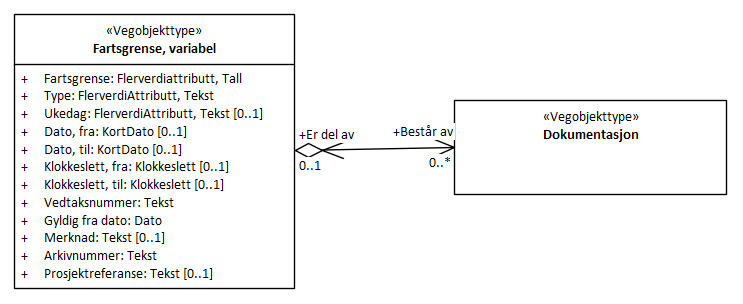 «Vegobjekttype»
Fartsgrense, variabel
+ Fartsgrense: Flerverdiattributt, Tall
+ Type: FlerverdiAttributt, Tekst
+ Ukedag: FlerverdiAttributt, Tekst [0..1]
+ Dato, fra: KortDato [0..1]
+ Dato, til: KortDato [0..1]
+ Klokkeslett, fra: Klokkeslett [0..1]
+ Klokkeslett, til: Klokkeslett [0..1]
+ Vedtaksnummer: Tekst
+ Gyldig fra dato: Dato
+ Merknad: Tekst [0..1]
+ Arkivnummer: Tekst
+ Prosjektreferanse: Tekst [0..1]
+Er del av
0..1
+Består av
0..*
«Vegobjekttype»
Dokumentasjon